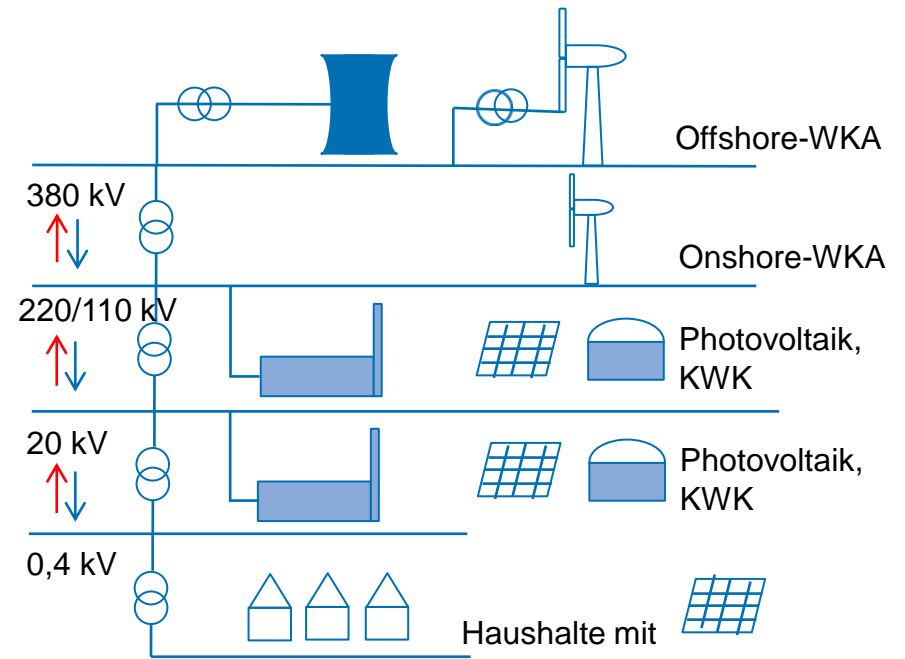 Offshore-WKA
380 kV
Onshore-WKA
220/110 kV
Photovoltaik,
KWK
20 kV
Photovoltaik,
KWK
0,4 kV
Haushalte mit